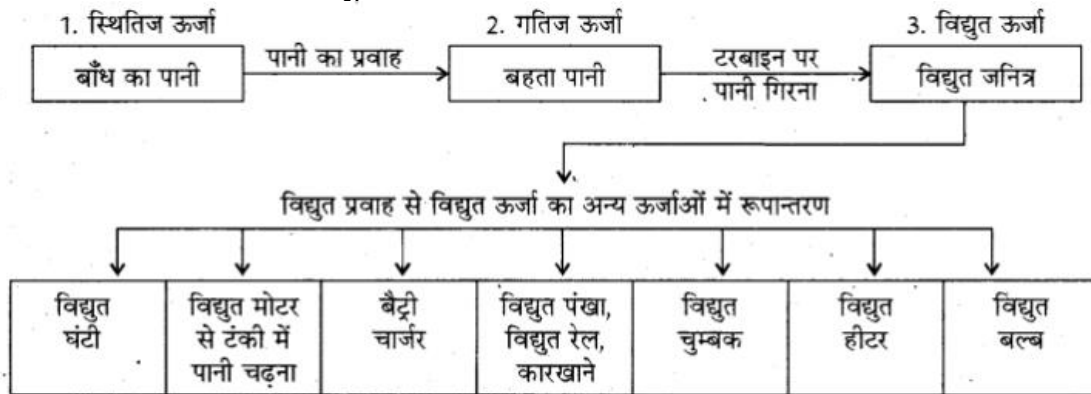 1. स्थितिज ऊर्जा
2. गतिज ऊर्जा
3. विद्युत ऊर्जा
बाँध का पानी
पानी का प्रवाह
बहता पानी
टरबाइन पर
पानी गिरना
विद्युत जनित्र
विद्युत प्रवाह से विद्युत ऊर्जा का अन्य ऊर्जाओं में रूपान्तरण
विद्युत
घंटी
विद्युत मोटर
से टंकी में
पानी चढ़ना
बैट्री
चार्जर
विद्युत पंखा,
विद्युत रेल,
कारखाने
विद्युत
चुम्बक
विद्युत
हीटर
विद्युत
बल्ब